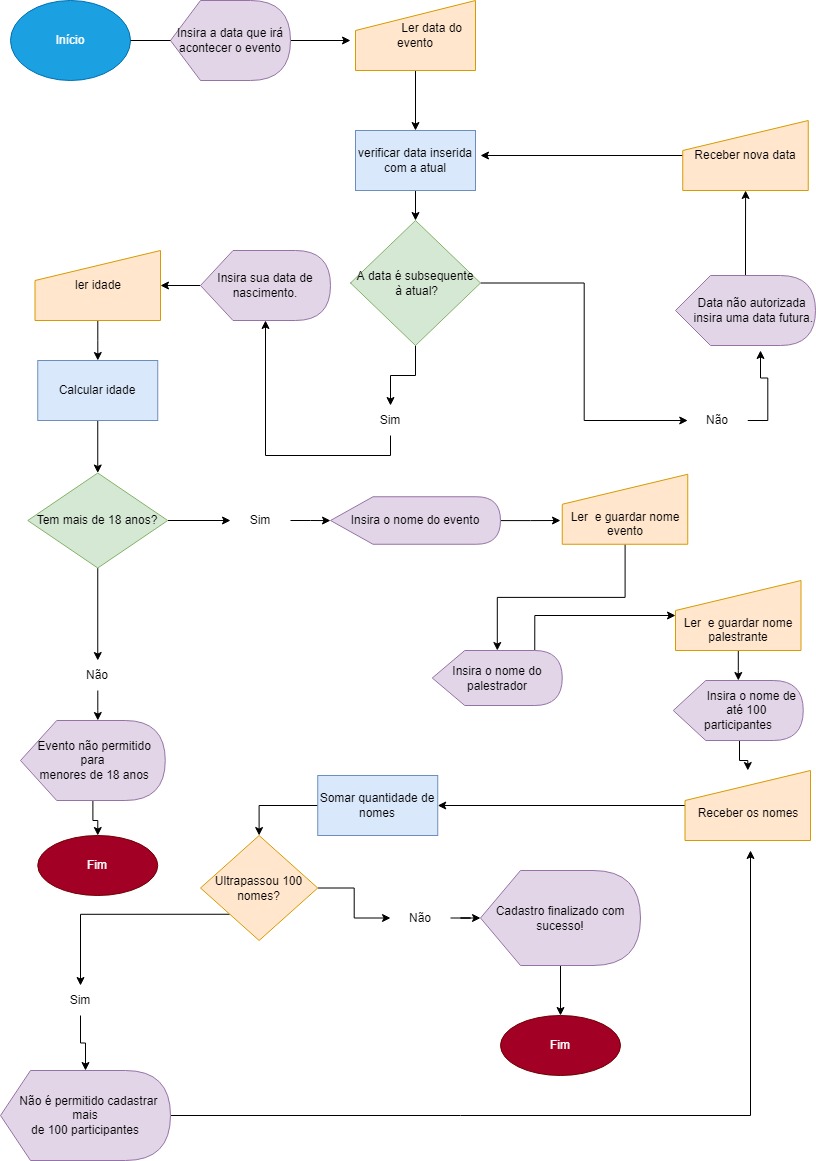 Início
Insira a data que irá
acontecer o evento
Ler data do
evento
verificar data inserida
com a atual
Receber nova data
A data é subsequente
à atual?
Insira sua data de
nascimento.
ler idade
Data não autorizada
insira uma data futura.
Calcular idade
Sim
Não
Tem mais de 18 anos?
Sim
Insira o nome do evento
Ler  e guardar nome
evento
Insira o nome do
palestrador
Ler  e guardar nome
palestrante
Não
Insira o nome de
até 100
participantes
Evento não permitido
para
menores de 18 anos
Fim
Somar quantidade de
nomes
Receber os nomes
Ultrapassou 100
nomes?
Não
Cadastro finalizado com
sucesso!
Sim
Fim
Não é permitido cadastrar
mais
de 100 participantes